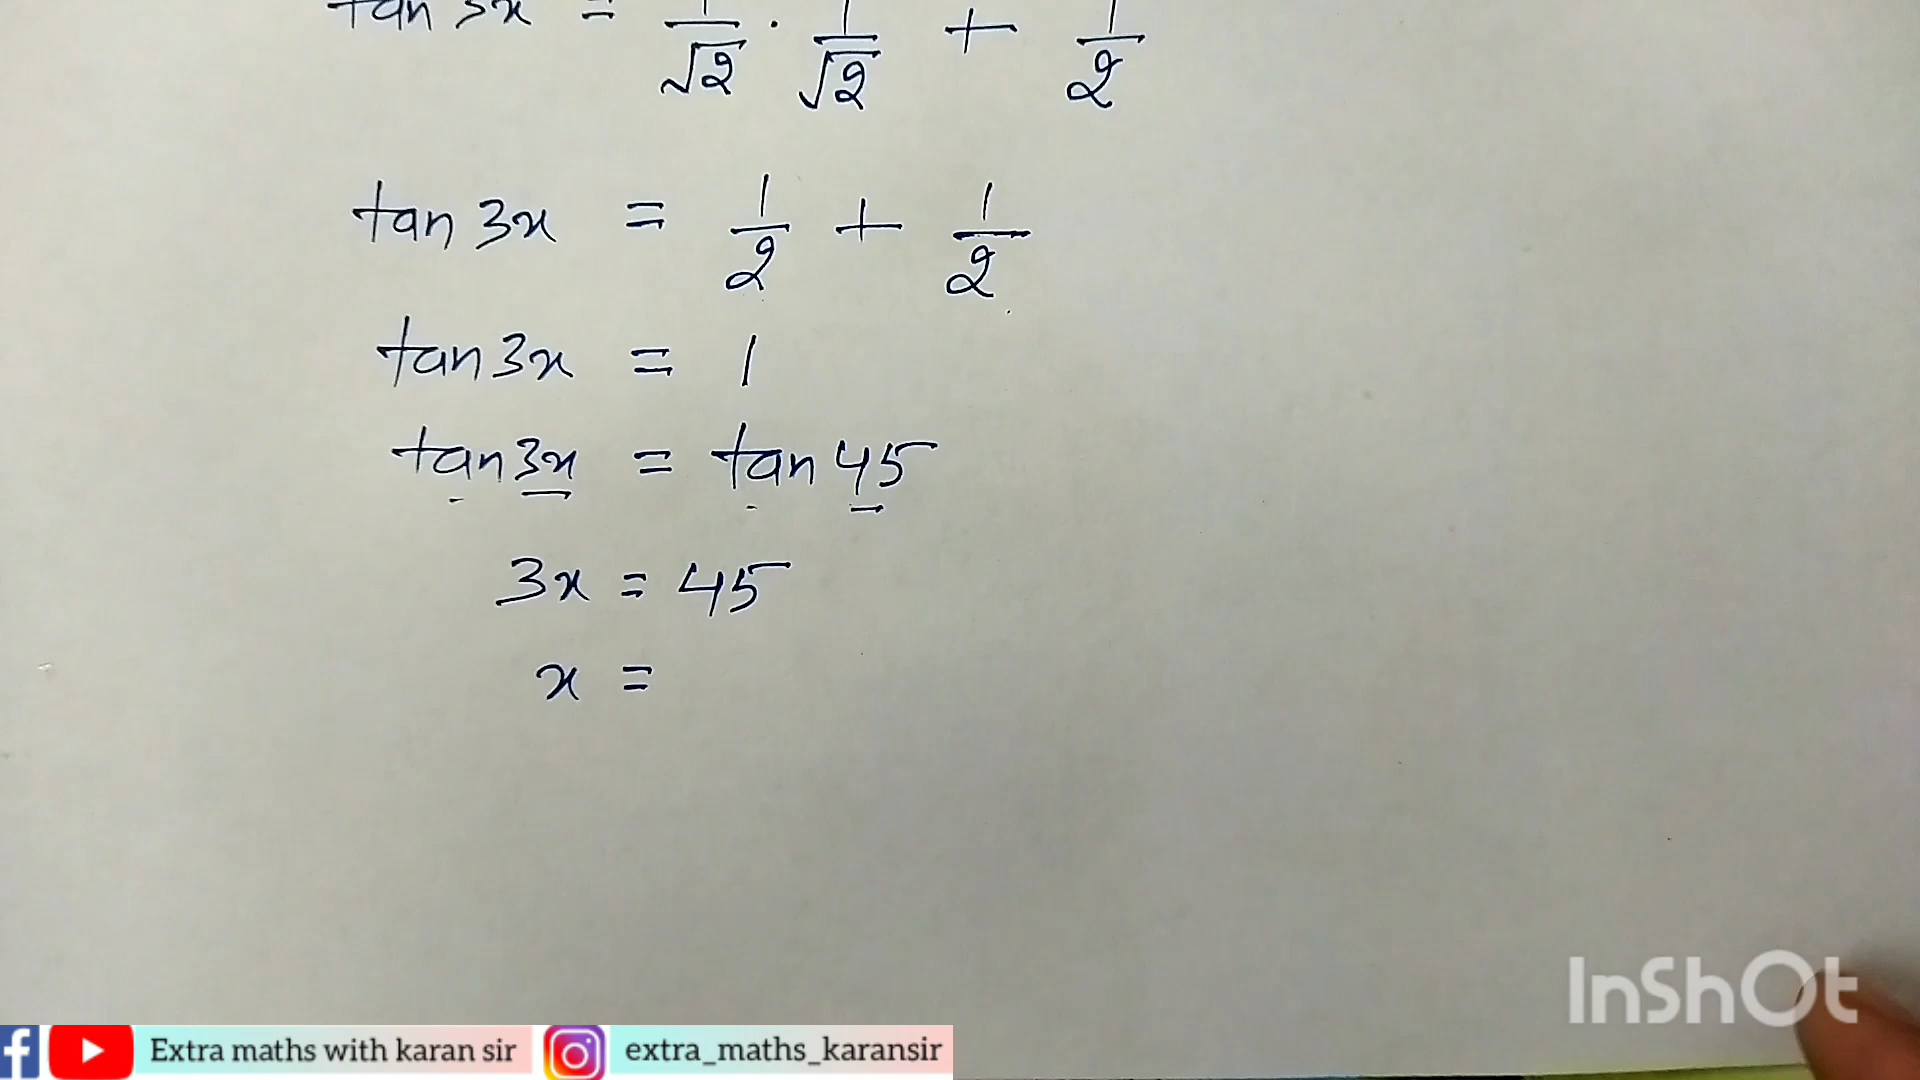 tan 3x = 1/√2 · 1/√2 + 1/2
tan 3x = 1/2 + 1/2
tan 3x = 1
tan 3x = tan 45
3x = 45
x =
InShOt
Extra maths with karan sir extra_maths_karansir